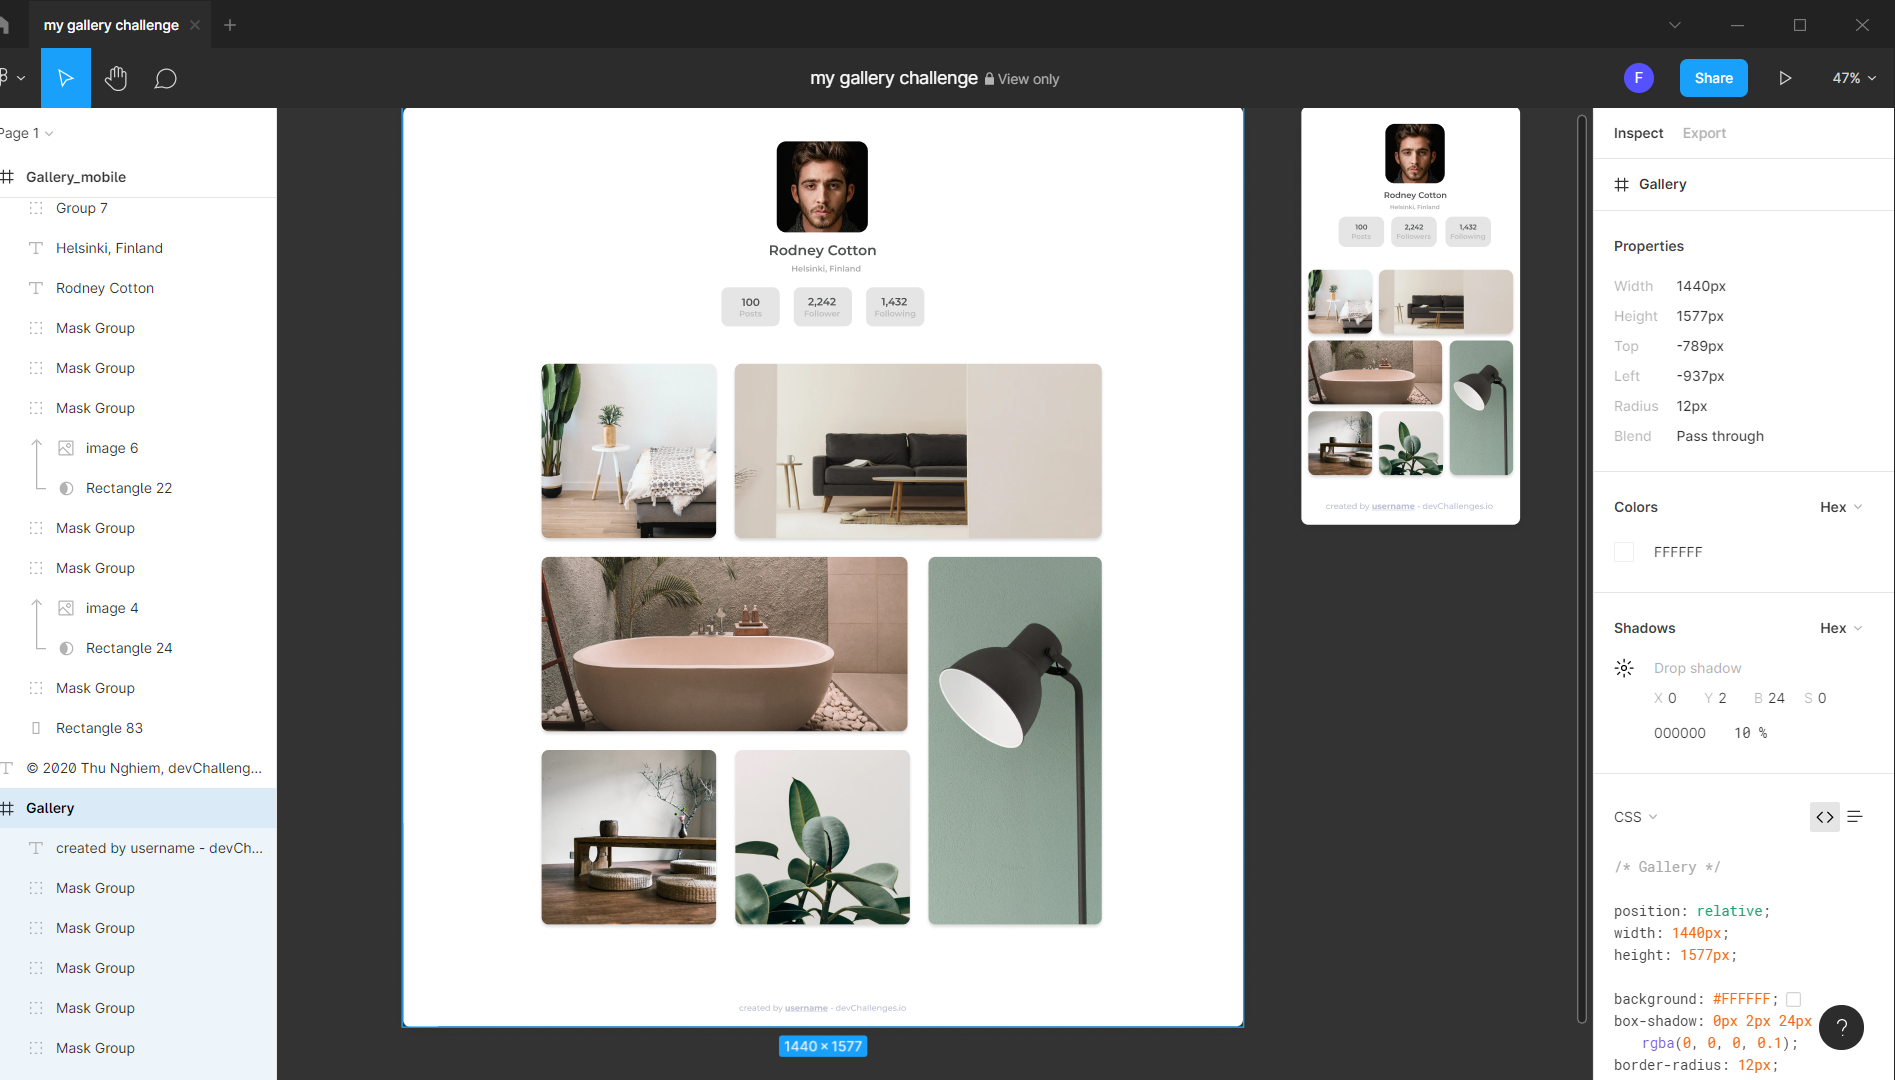 my gallery challenge
my gallery challenge View only
F
Share
47%
Page 1
Gallery_mobile
Group 7
Helsinki, Finland
Rodney Cotton
Mask Group
Mask Group
Mask Group
image 6
Rectangle 22
Mask Group
Mask Group
image 4
Rectangle 24
Mask Group
Rectangle 83
© 2020 Thu Nghiem, devChalleng...
Gallery
created by username - devCh...
Mask Group
Mask Group
Mask Group
Mask Group
Mask Group
Rodney Cotton
Helsinki, Finland
100
Posts
2,242
Follower
1,432
Following
created by username - devChallenges.io
1440 × 1577
Rodney Cotton
Helsinki, Finland
100
Posts
2,242
Followers
1,432
Following
created by username - devChallenges.io
Inspect Export
Gallery
Properties
Width 1440px
Height 1577px
Top -789px
Left -937px
Radius 12px
Blend Pass through
Colors Hex
FFFFFF
Shadows Hex
Drop shadow
X 0 Y 2 B 24 S 0
000000 10 %
CSS
/* Gallery */
position: relative;
width: 1440px;
height: 1577px;
background: #FFFFFF;
box-shadow: 0px 2px 24px
rgba(0, 0, 0, 0.1);
border-radius: 12px;
?